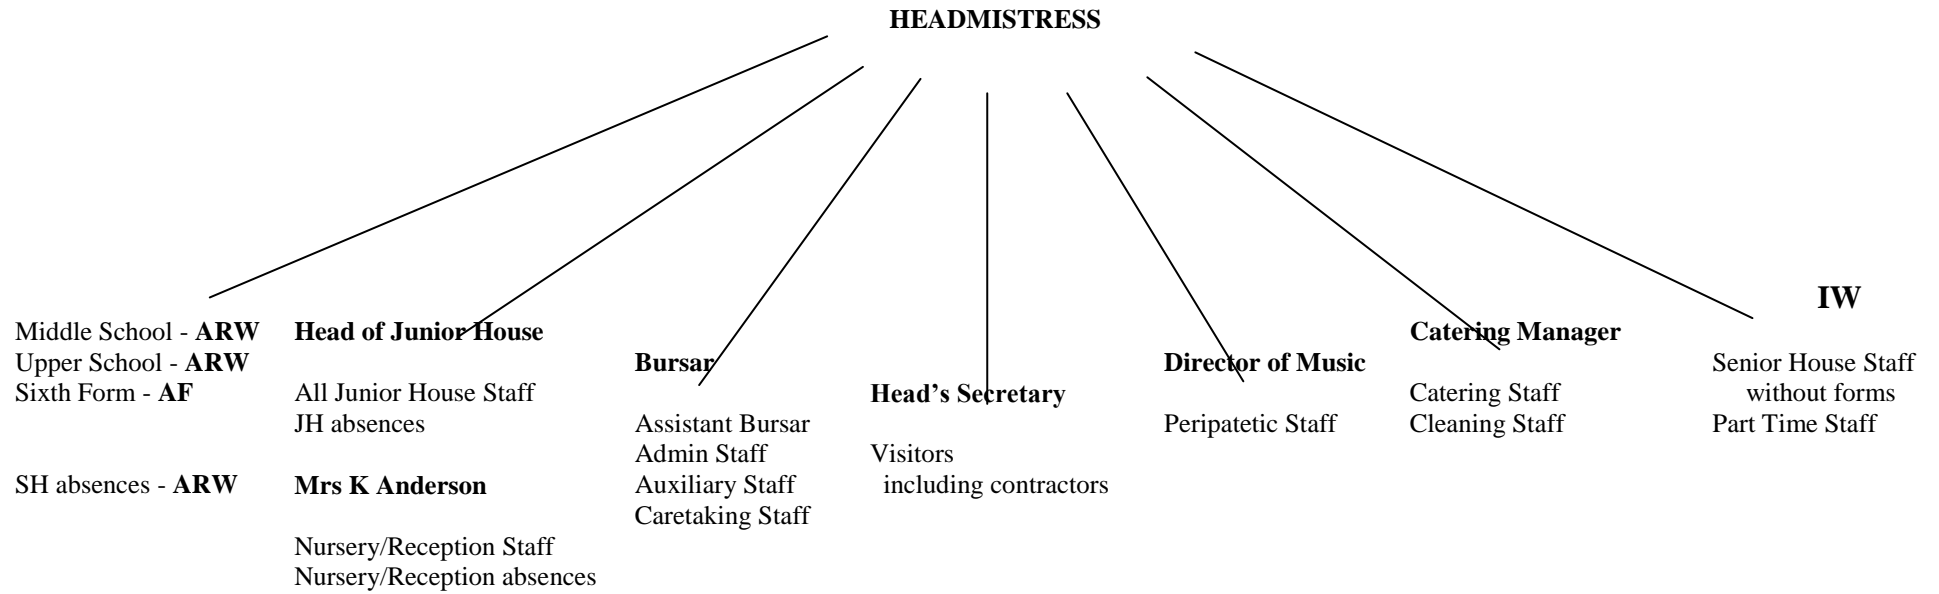 HEADMISTRESS
Middle School - ARW
Upper School - ARW
Sixth Form - AF
SH absences - ARW
Head of Junior House
All Junior House Staff
JH absences
Mrs K Anderson
Nursery/Reception Staff
Nursery/Reception absences
Bursar
Assistant Bursar
Admin Staff
Auxiliary Staff
Caretaking Staff
Head’s Secretary
Visitors
including contractors
Director of Music
Peripatetic Staff
Catering Manager
Catering Staff
Cleaning Staff
IW
Senior House Staff
without forms
Part Time Staff